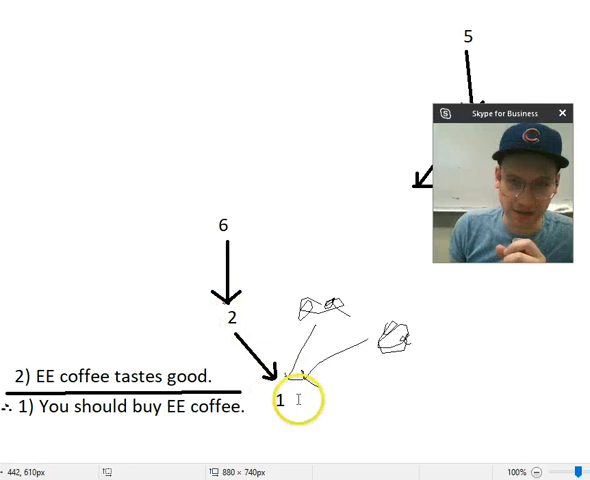 5
Skype for Business
C
6
2
2) EE coffee tastes good.
∴ 1) You should buy EE coffee.
1
442, 610px
880 × 740px
100%